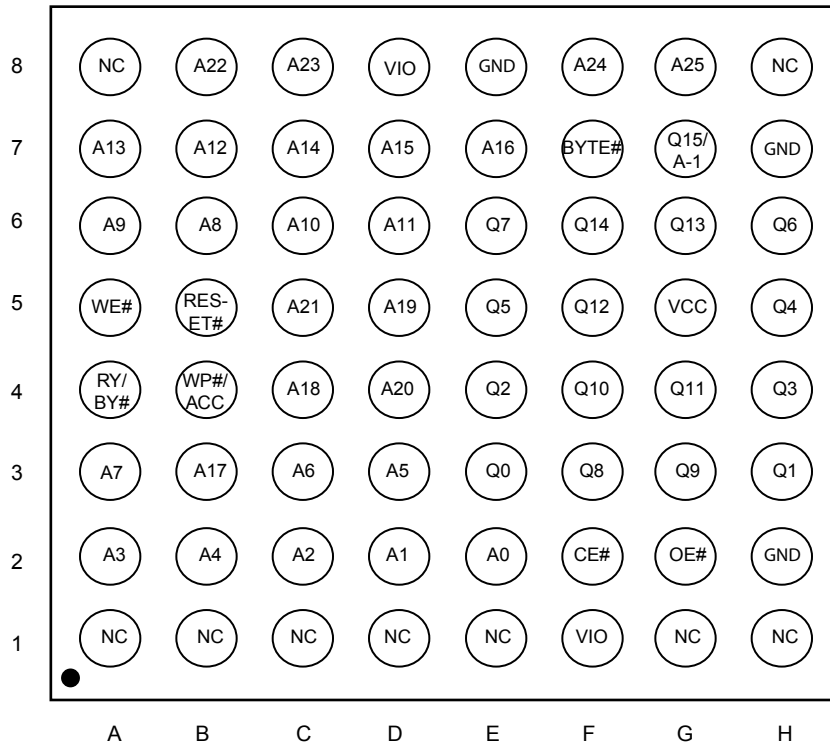 8 NC A22 A23 VIO GND A24 A25 NC
7 A13 A12 A14 A15 A16 BYTE# Q15/
A-1 GND
6 A9 A8 A10 A11 Q7 Q14 Q13 Q6
5 WE# RES-
ET# A21 A19 Q5 Q12 VCC Q4
4 RY/
BY# WP#/
ACC A18 A20 Q2 Q10 Q11 Q3
3 A7 A17 A6 A5 Q0 Q8 Q9 Q1
2 A3 A4 A2 A1 A0 CE# OE# GND
1 NC NC NC NC NC VIO NC NC
A B C D E F G H